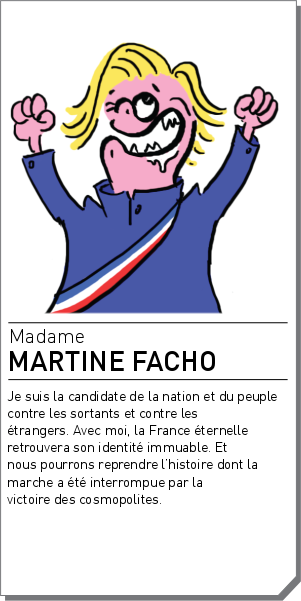 Madame
MARTINE FACHO
Je suis la candidate de la nation et du peuple
contre les sortants et contre les
étrangers. Avec moi, la France éternelle
retrouvera son identité immuable. Et
nous pourrons reprendre l'histoire dont la
marche a été interrompue par la
victoire des cosmopolites.